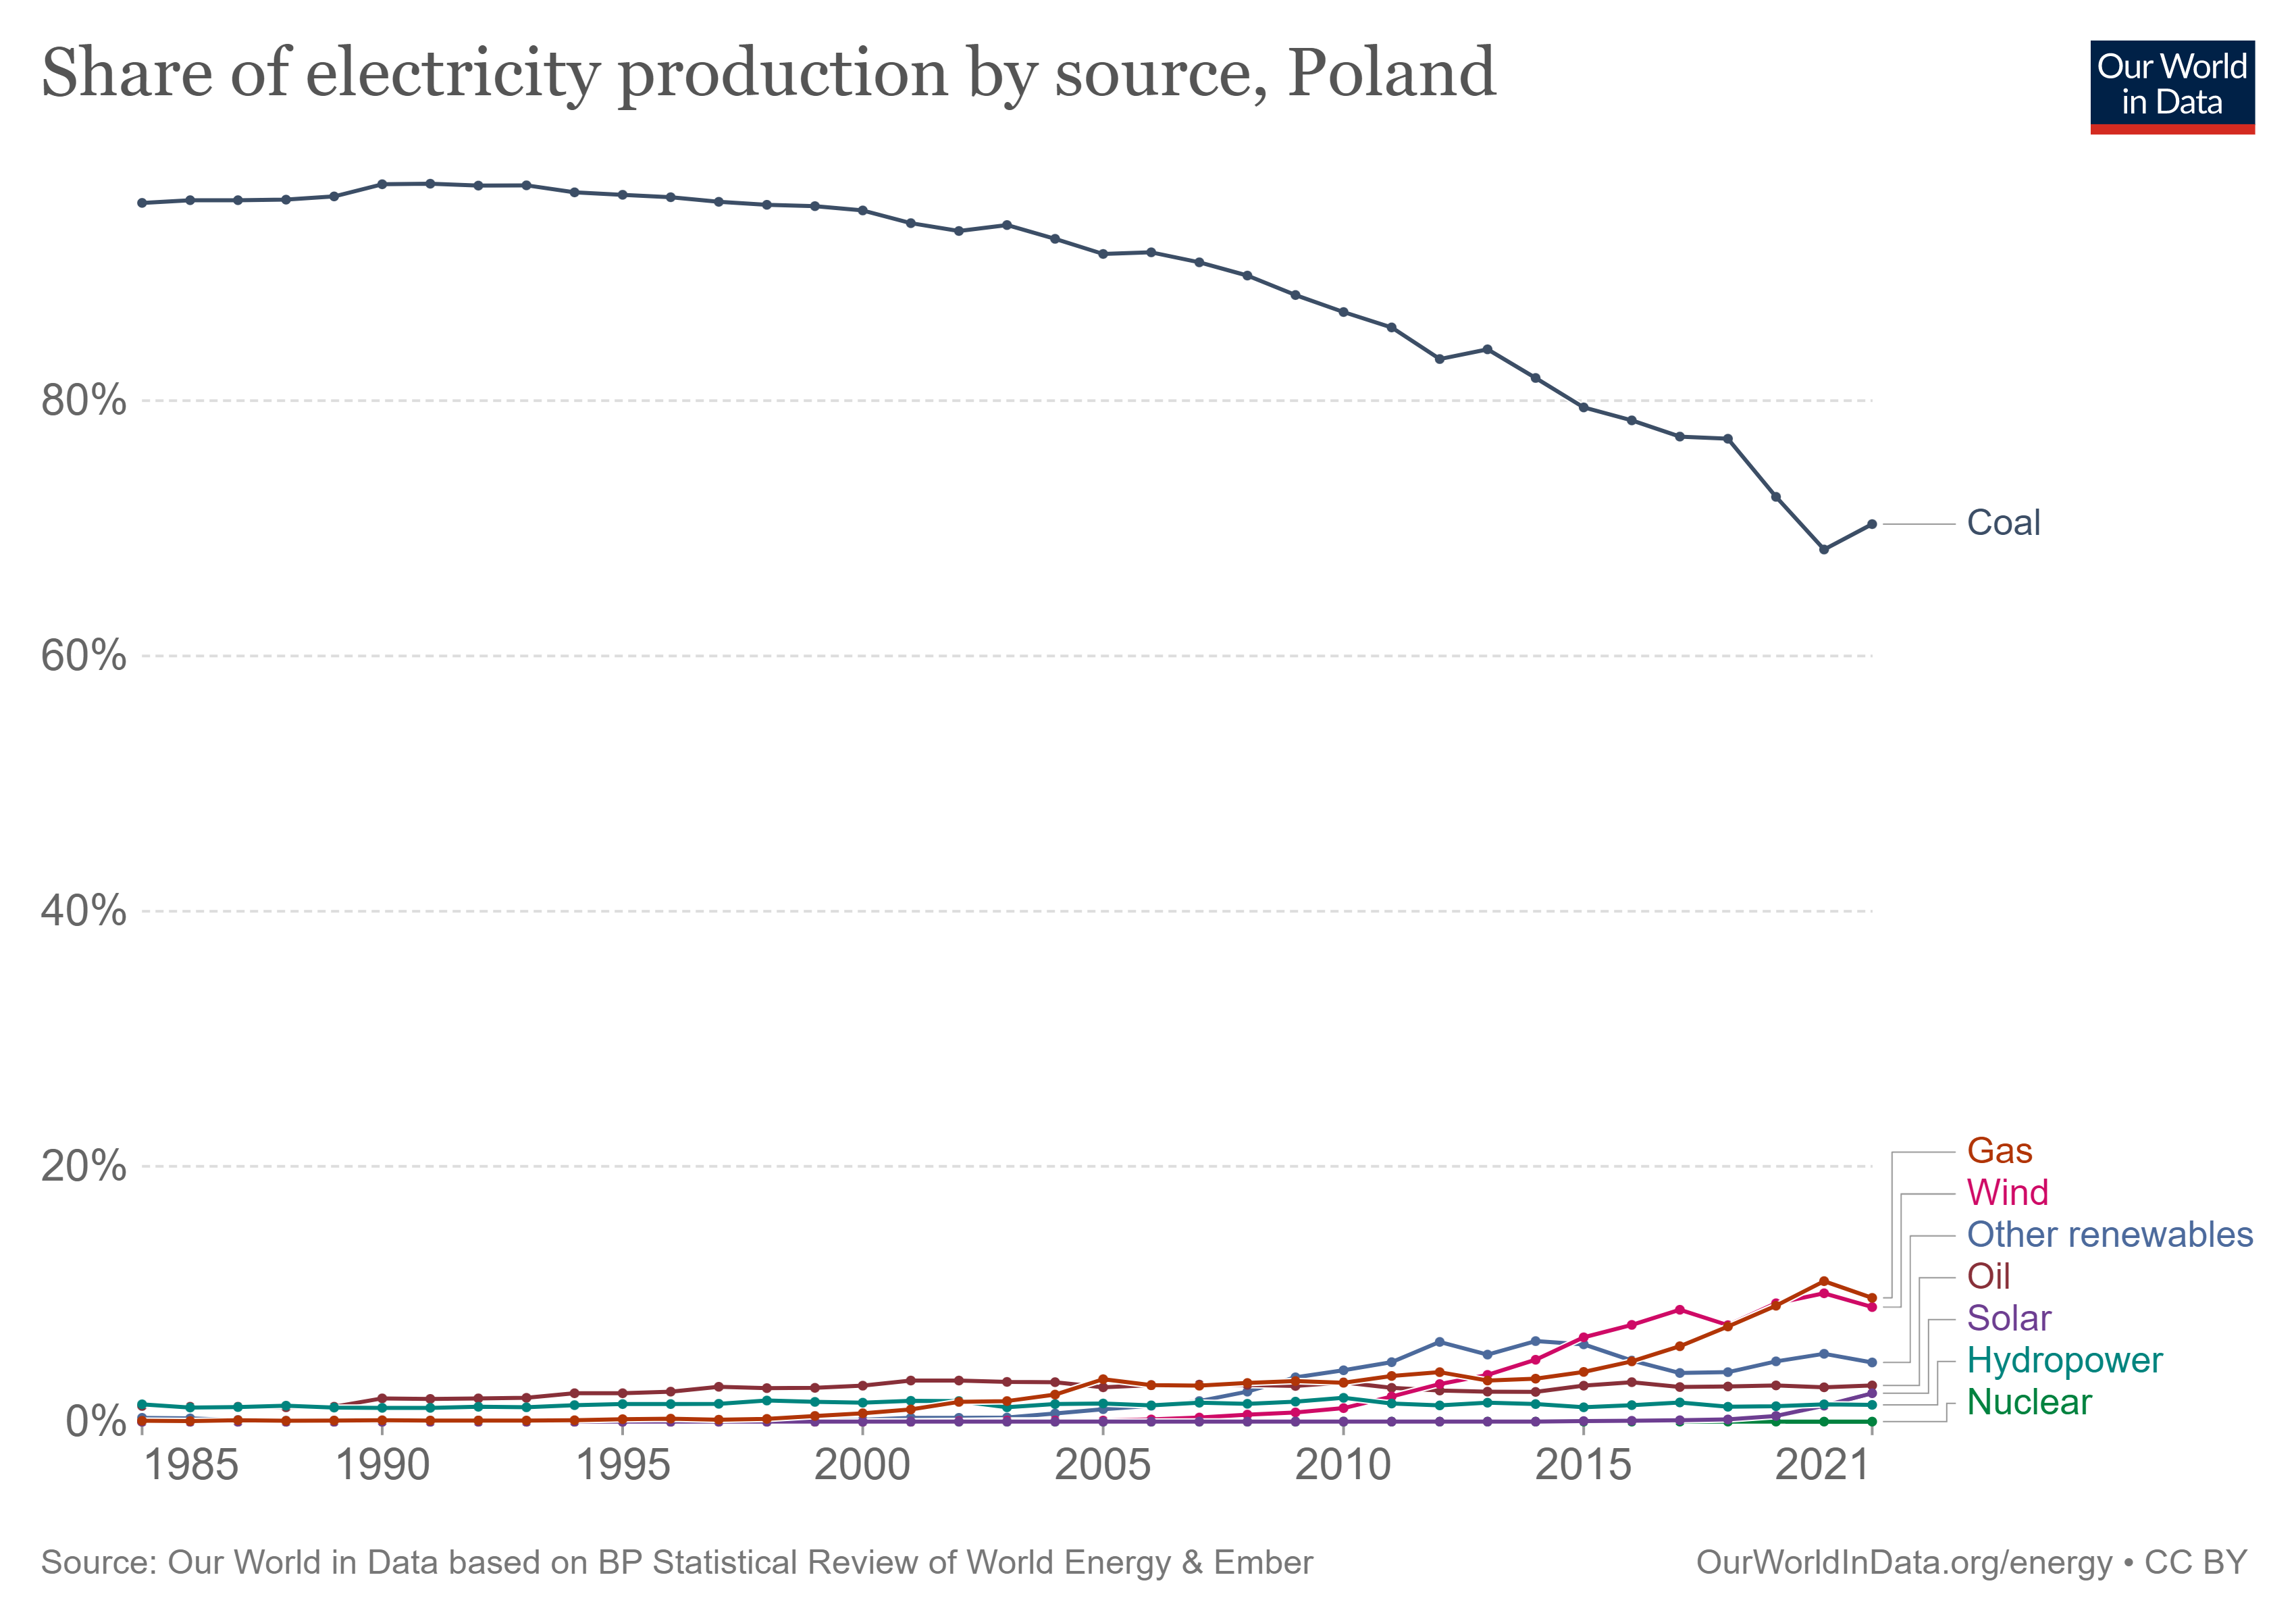 Share of electricity production by source, Poland
Our World
in Data
80%
60%
40%
20%
0%
Coal
Gas
Wind
Other renewables
Oil
Solar
Hydropower
Nuclear
1985 1990 1995 2000 2005 2010 2015 2021
Source: Our World in Data based on BP Statistical Review of World Energy & Ember
OurWorldInData.org/energy • CC BY